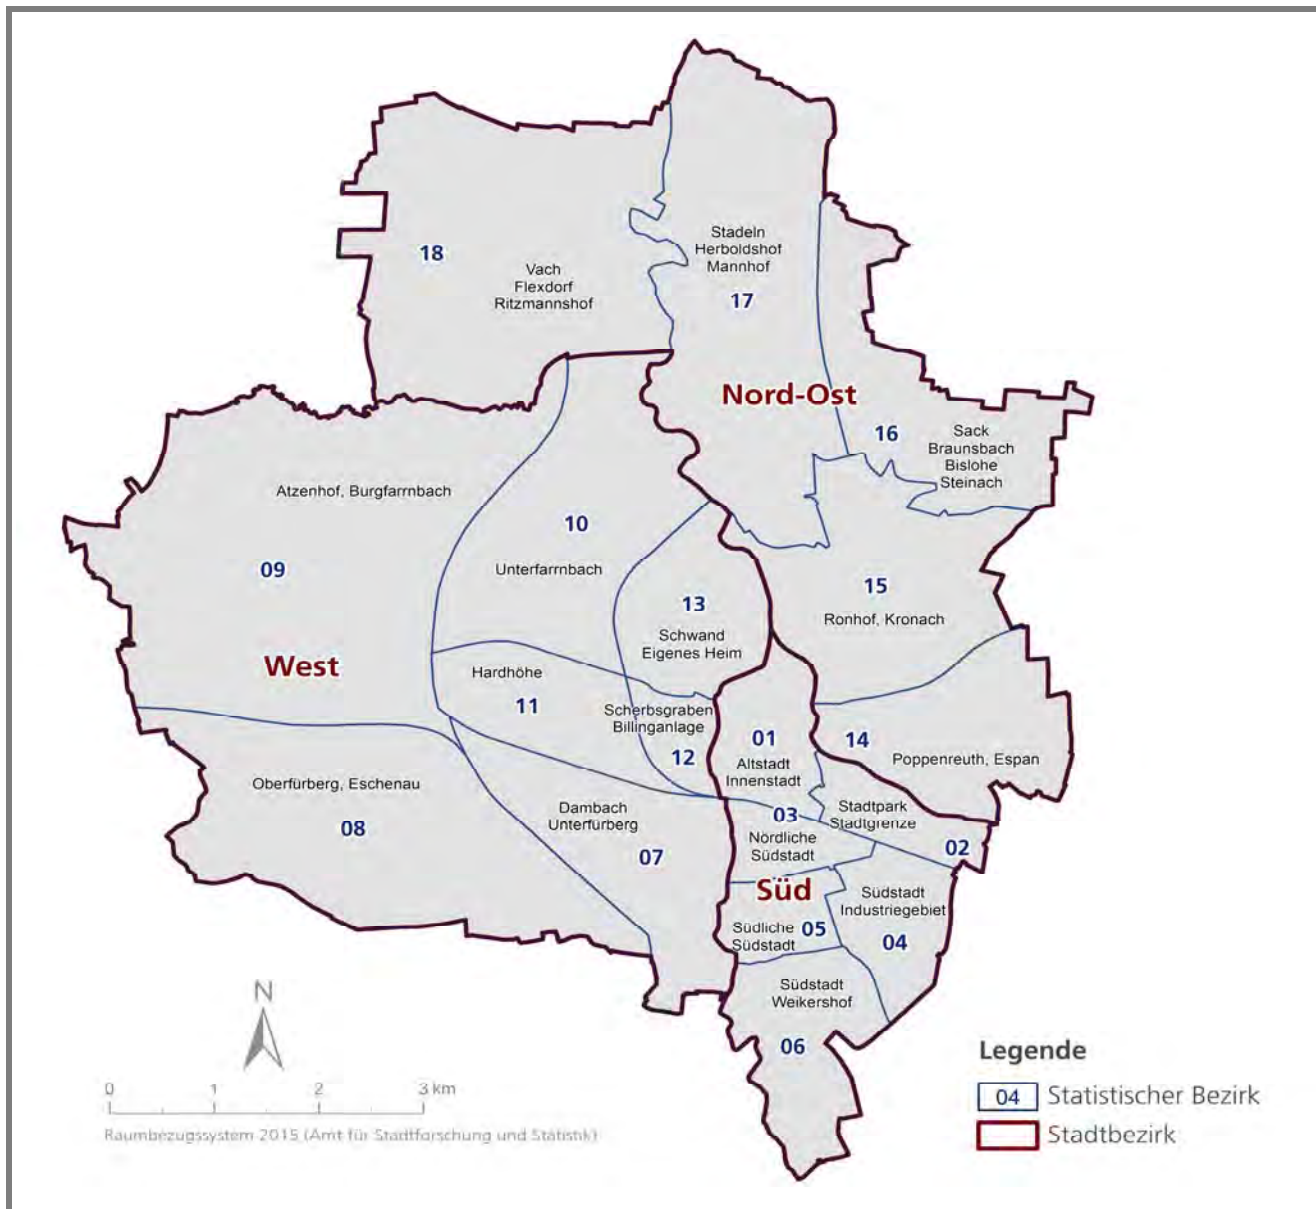 18
Vach
Flexdorf
Ritzmannshof
Stadeln
Herboldshof
Mannhof
17
Nord-Ost
16
Sack
Braunsbach
Bislohe
Steinach
Atzenhof, Burgfarrnbach
09
West
10
Unterfarrnbach
13
Schwand
Eigenes Heim
15
Ronhof, Kronach
Hardhöhe
11
Scherbsgraben
Billinganlage
12
01
Altstadt
Innenstadt
14
Poppenreuth, Espan
Oberfürberg, Eschenau
08
Dambach
Unterfürberg
07
03
Nördliche
Südstadt
Stadtpark
Stadtgrenze
02
Süd
Südstadt
Industriegebiet
04
Südliche
Südstadt
05
Südstadt
Weikershof
06
N
0 1 2 3 km
Raumbezugssystem 2015 (Amt für Stadtforschung und Statistik)
Legende
04 Statistischer Bezirk
Stadtbezirk